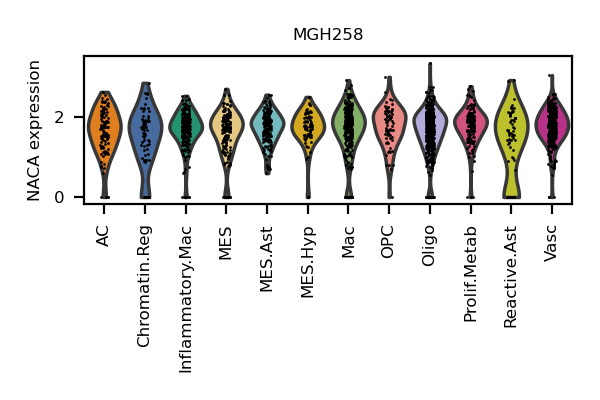 MGH258
NACA expression
2
0
AC
Chromatin.Reg
Inflammatory.Mac
MES
MES.Ast
MES.Hyp
Mac
OPC
Oligo
Prolif.Metab
Reactive.Ast
Vasc